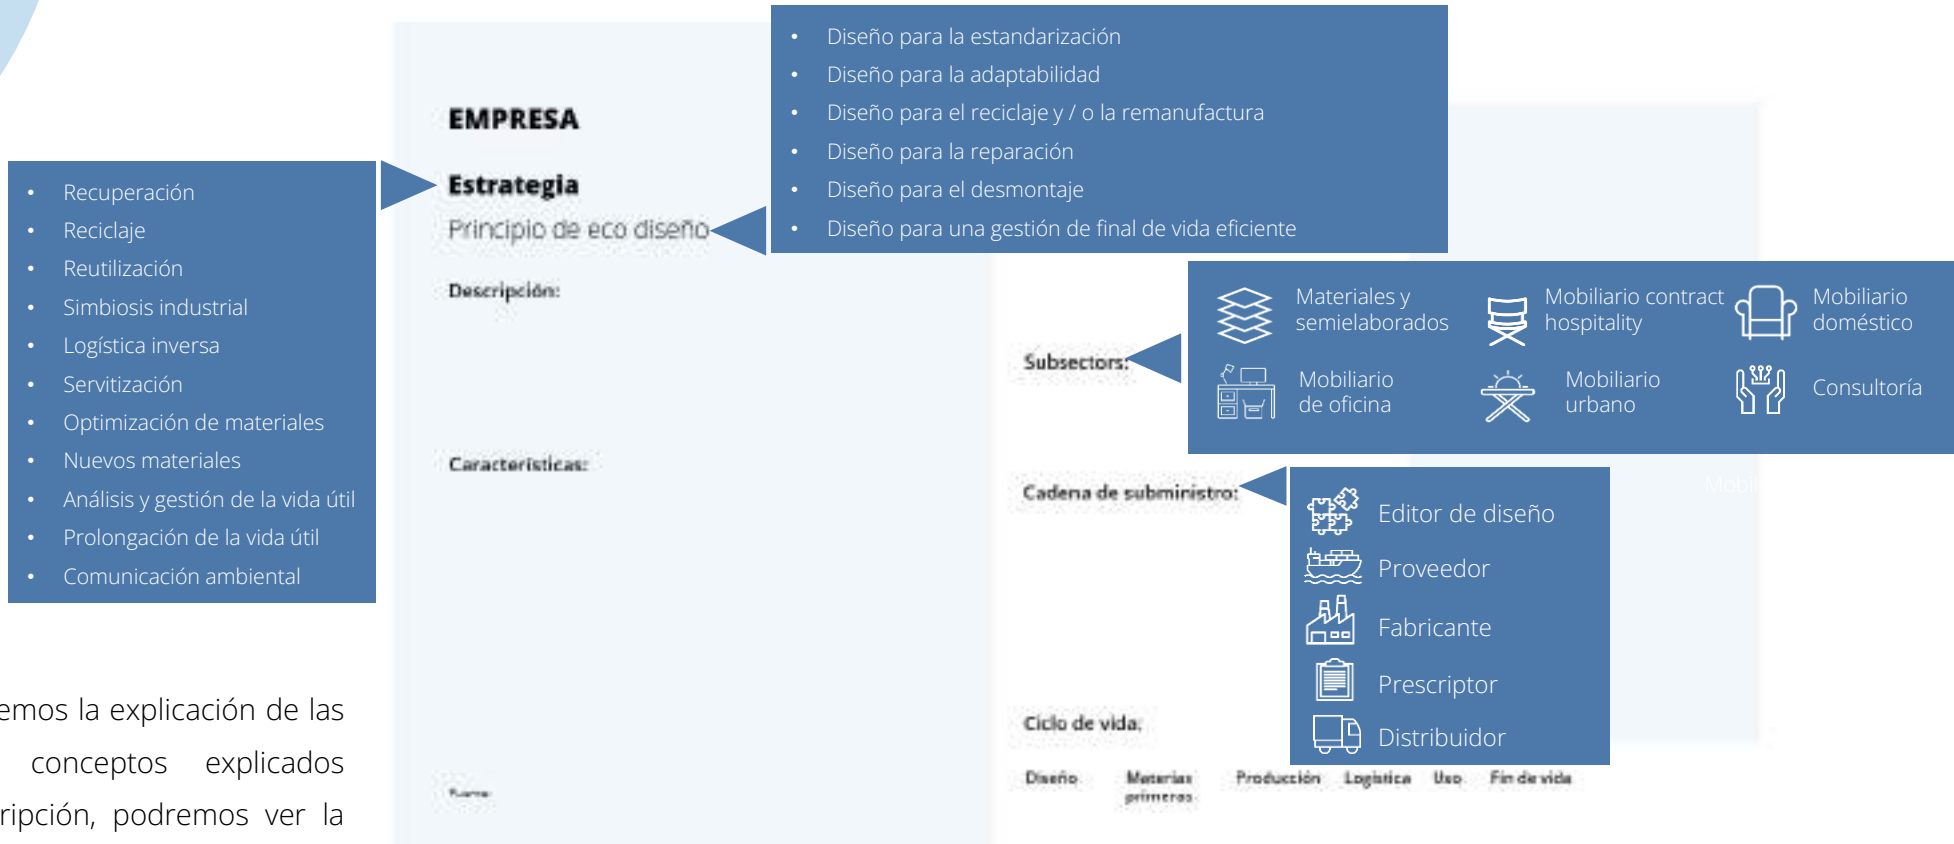 • Diseño para la estandarización
• Diseño para la adaptabilidad
• Diseño para el reciclaje y / o la remanufactura
• Diseño para la reparación
• Diseño para el desmontaje
• Diseño para una gestión de final de vida eficiente
EMPRESA
Estrategia
Principio de eco diseño
• Recuperación
• Reciclaje
• Reutilización
• Simbiosis industrial
• Logística inversa
• Servitización
• Optimización de materiales
• Nuevos materiales
• Análisis y gestión de la vida útil
• Prolongación de la vida útil
• Comunicación ambiental
Descripción:
Características:
Subsectors:
Materiales y
semielaborados
Mobiliario contract
hospitality
Mobiliario
doméstico
Mobiliario
de oficina
Mobiliario
urbano
Consultoría
Cadena de subministro:
Mobil
Editor de diseño
Proveedor
Fabricante
Prescriptor
Distribuidor
Ciclo de vida:
Diseño
Materias
primeras
Producción
Logística
Uso
Fin de vida
emos la explicación de las
conceptos explicados
ripción, podremos ver la